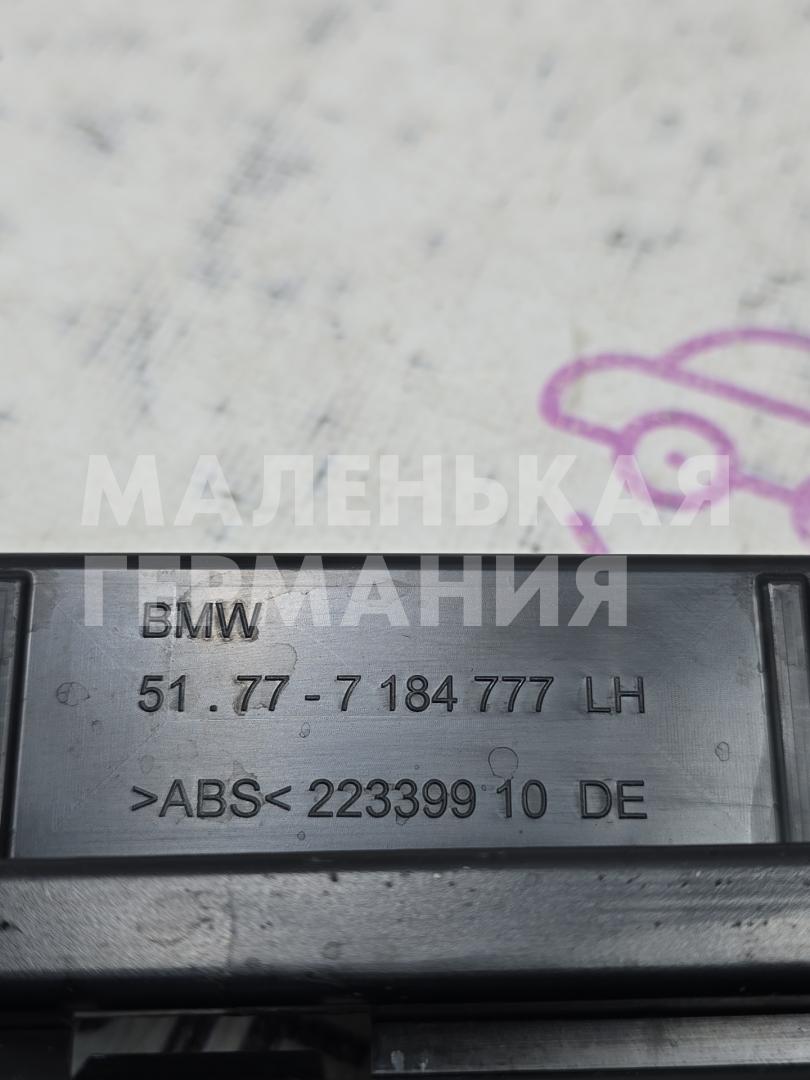 МАЛЕНЬКАЯ
ГЕРМАНИЯ
BMW
51.77-7 184 777 LH
>ABS< 223399 10 DE